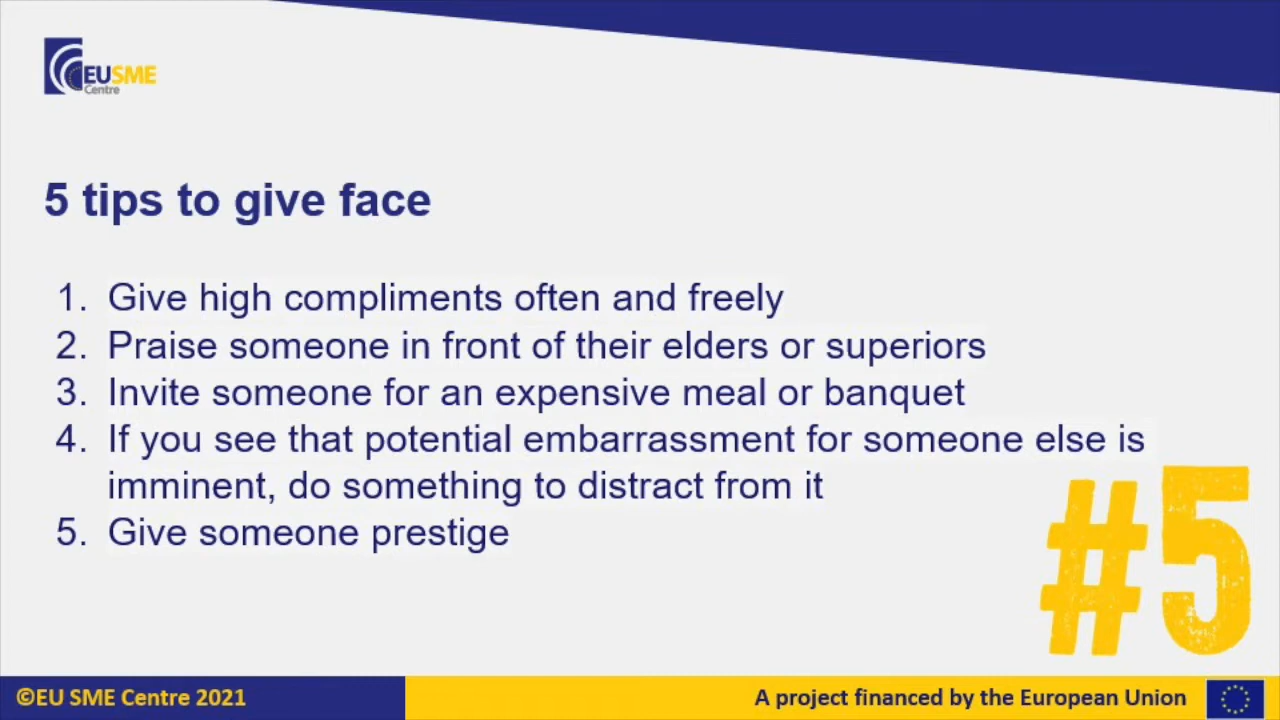 EUSME
Centre
5 tips to give face
1. Give high compliments often and freely
2. Praise someone in front of their elders or superiors
3. Invite someone for an expensive meal or banquet
4. If you see that potential embarrassment for someone else is
imminent, do something to distract from it
5. Give someone prestige
#5
©EU SME Centre 2021
A project financed by the European Union